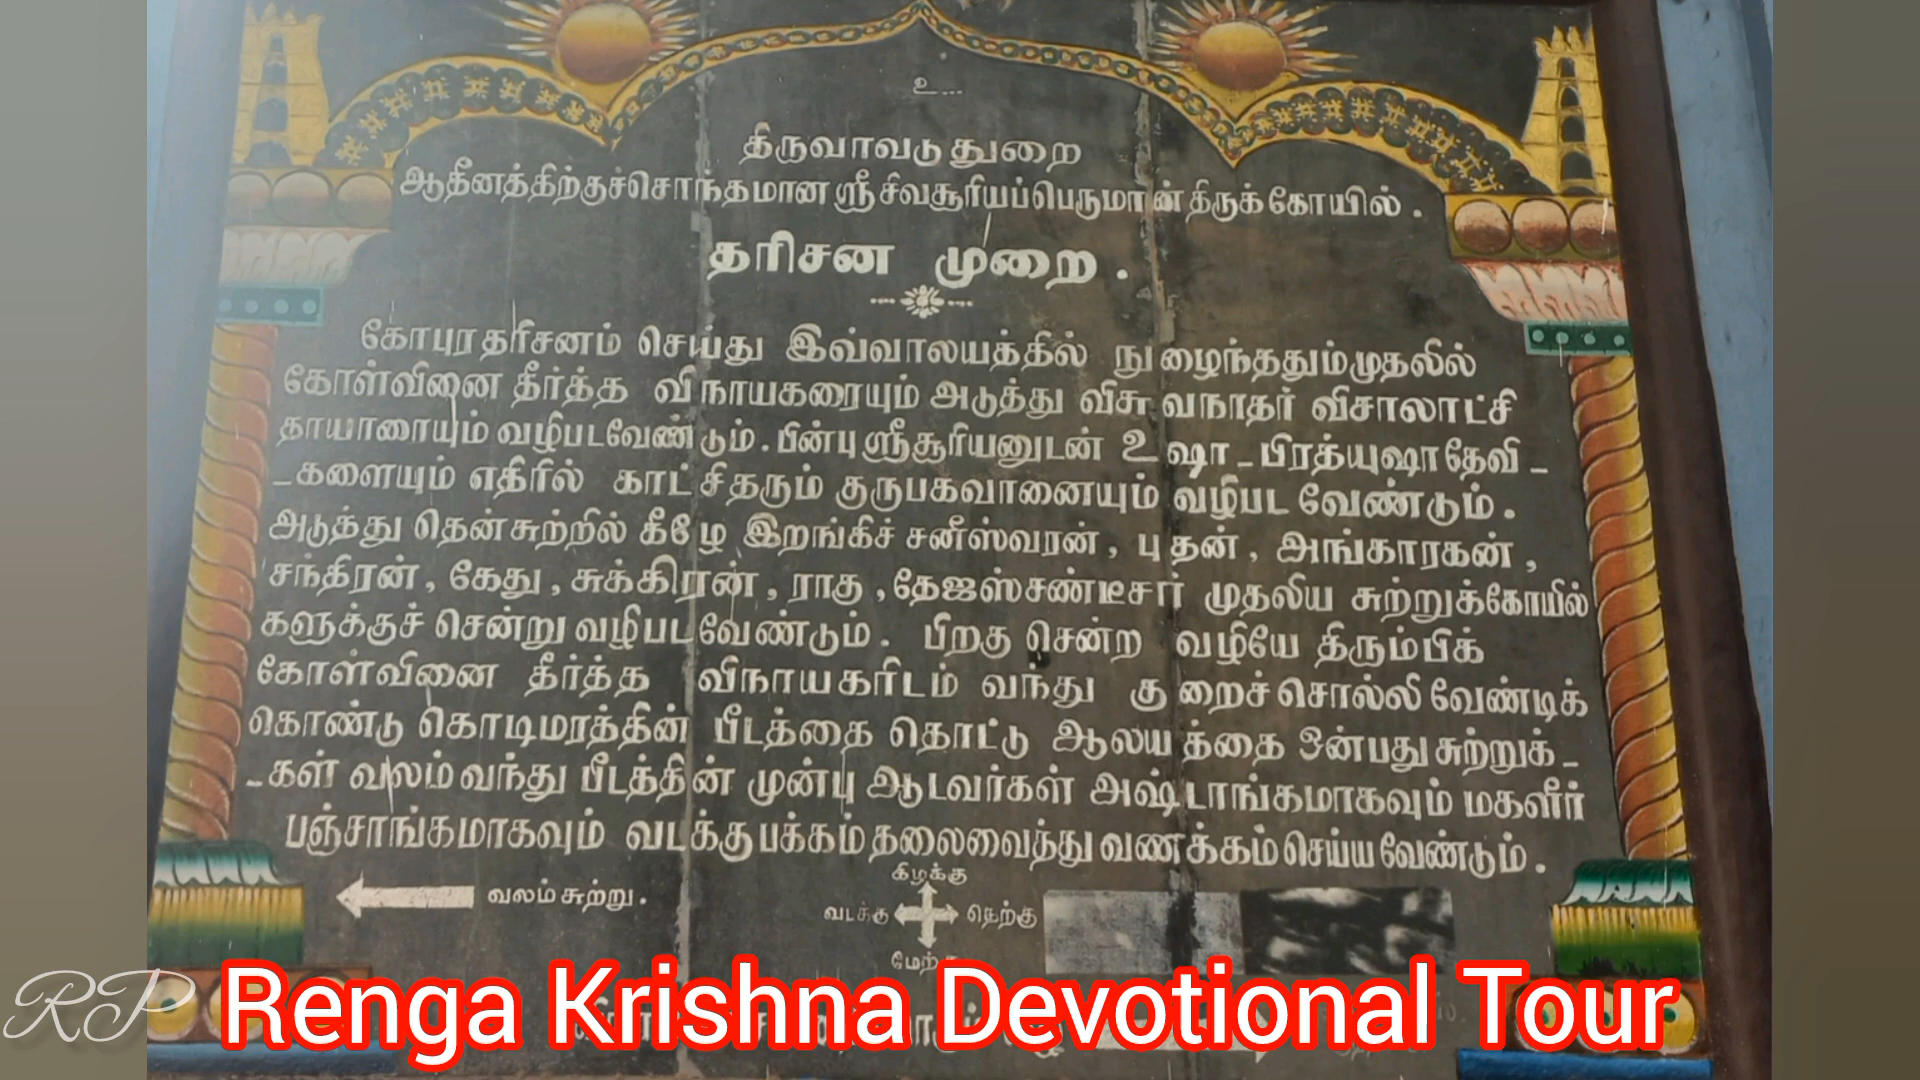 உ...
திருவாவடுதுறை
ஆதீனத்திற்குச்சொந்தமான ஸ்ரீ சிவசூரியப்பெருமான் திருக்கோயில்.
தரிசன முறை.
கோபுர தரிசனம் செய்து இவ்வாலயத்தில் நுழைந்ததும் முதலில்
கோள்வினை தீர்த்த விநாயகரையும் அடுத்து விசுவநாதர் விசாலாட்சி
தாயாரையும் வழிபடவேண்டும். பின்பு ஸ்ரீசூரியனுடன் உஷா - பிரத்யுஷா தேவி -
-களையும் எதிரில் காட்சிதரும் குருபகவானையும் வழிபட வேண்டும்.
அடுத்து தென்சுற்றில் கீழே இறங்கிச் சனீஸ்வரன், புதன், அங்காரகன்,
சந்திரன், கேது, சுக்கிரன், ராகு, தேஜஸ்சண்டீசர் முதலிய சுற்றுக்கோயில்
களுக்குச் சென்று வழிபடவேண்டும். பிறகு சென்ற வழியே திரும்பிக்
கோள்வினை தீர்த்த விநாயகரிடம் வந்து குறைச் சொல்லி வேண்டிக்
கொண்டு கொடிமரத்தின் பீடத்தை தொட்டு ஆலயத்தை ஒன்பது சுற்றுக் -
-கள் வலம் வந்து பீடத்தின் முன்பு ஆடவர்கள் அஷ்டாங்கமாகவும் மகளீர்
பஞ்சாங்கமாகவும் வடக்கு பக்கம் தலைவைத்து வணக்கம் செய்ய வேண்டும்.
கிழக்கு
வலம் சுற்று.
வடக்கு தெற்கு
RP Renga Krishna Devotional Tour